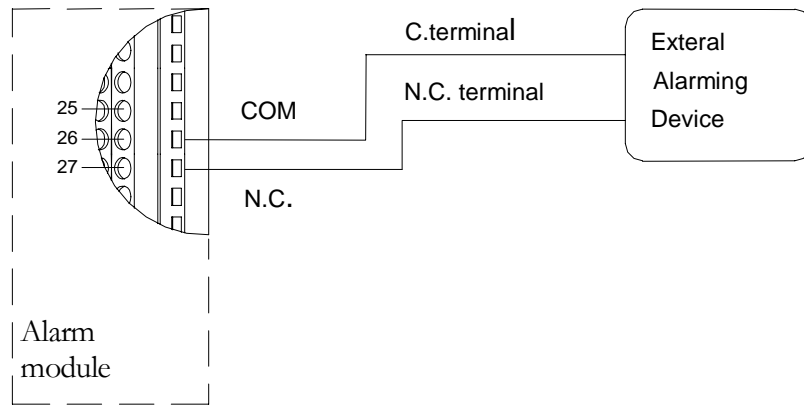 C.terminal
Exteral
Alarming
Device
N.C. terminal
25
COM
26
27
N.C.
Alarm
module